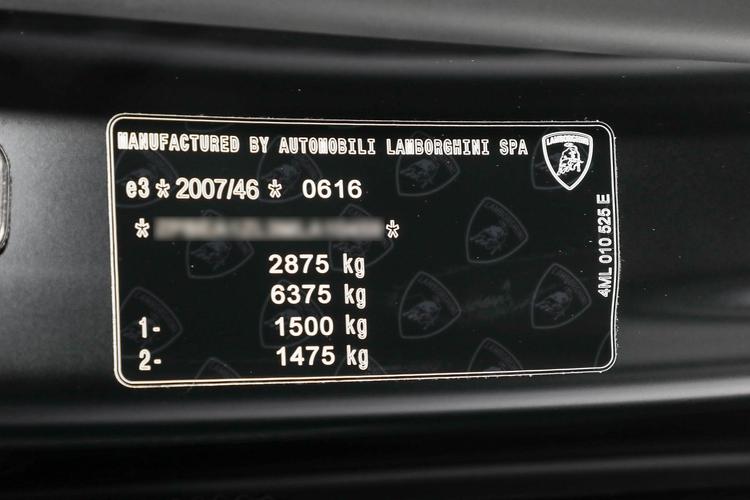 MANUFACTURED BY AUTOMOBILI LAMBORGHINI SPA
LAMBORGHINI
e3 * 2007/46 * 0616
* *
2875 kg
6375 kg
1- 1500 kg
2- 1475 kg
4ML 010 525 E